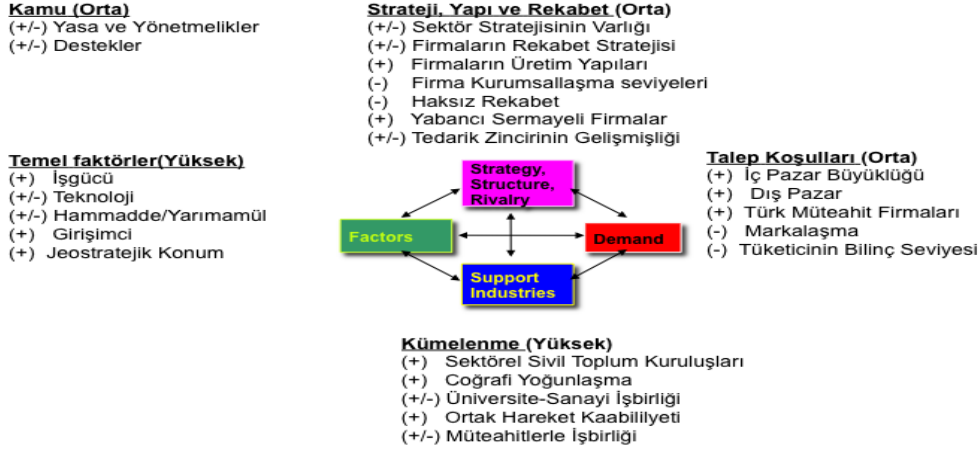 Kamu (Orta)
(+/-) Yasa ve Yönetmelikler
(+/-) Destekler
Strateji, Yapı ve Rekabet (Orta)
(+/-) Sektör Stratejisinin Varlığı
(+/-) Firmaların Rekabet Stratejisi
(+) Firmaların Üretim Yapıları
(-) Firma Kurumsallaşma seviyeleri
(-) Haksız Rekabet
(+) Yabancı Sermayeli Firmalar
(+/-) Tedarik Zincirinin Gelişmişliği
Temel faktörler(Yüksek)
(+) İşgücü
(+/-) Teknoloji
(+/-) Hammadde/Yarımamül
(+) Girişimci
(+) Jeostratejik Konum
Strategy,
Structure,
Rivalry
Factors
Demand
Support
Industries
Talep Koşulları (Orta)
(+) İç Pazar Büyüklüğü
(+) Dış Pazar
(+) Türk Müteahit Firmaları
(-) Markalaşma
(-) Tüketicinin Bilinç Seviyesi
Kümelenme (Yüksek)
(+) Sektörel Sivil Toplum Kuruluşları
(+) Coğrafi Yoğunlaşma
(+/-) Üniversite-Sanayi İşbirliği
(+) Ortak Hareket Kaabililyeti
(+/-) Müteahitlerle İşbirliği